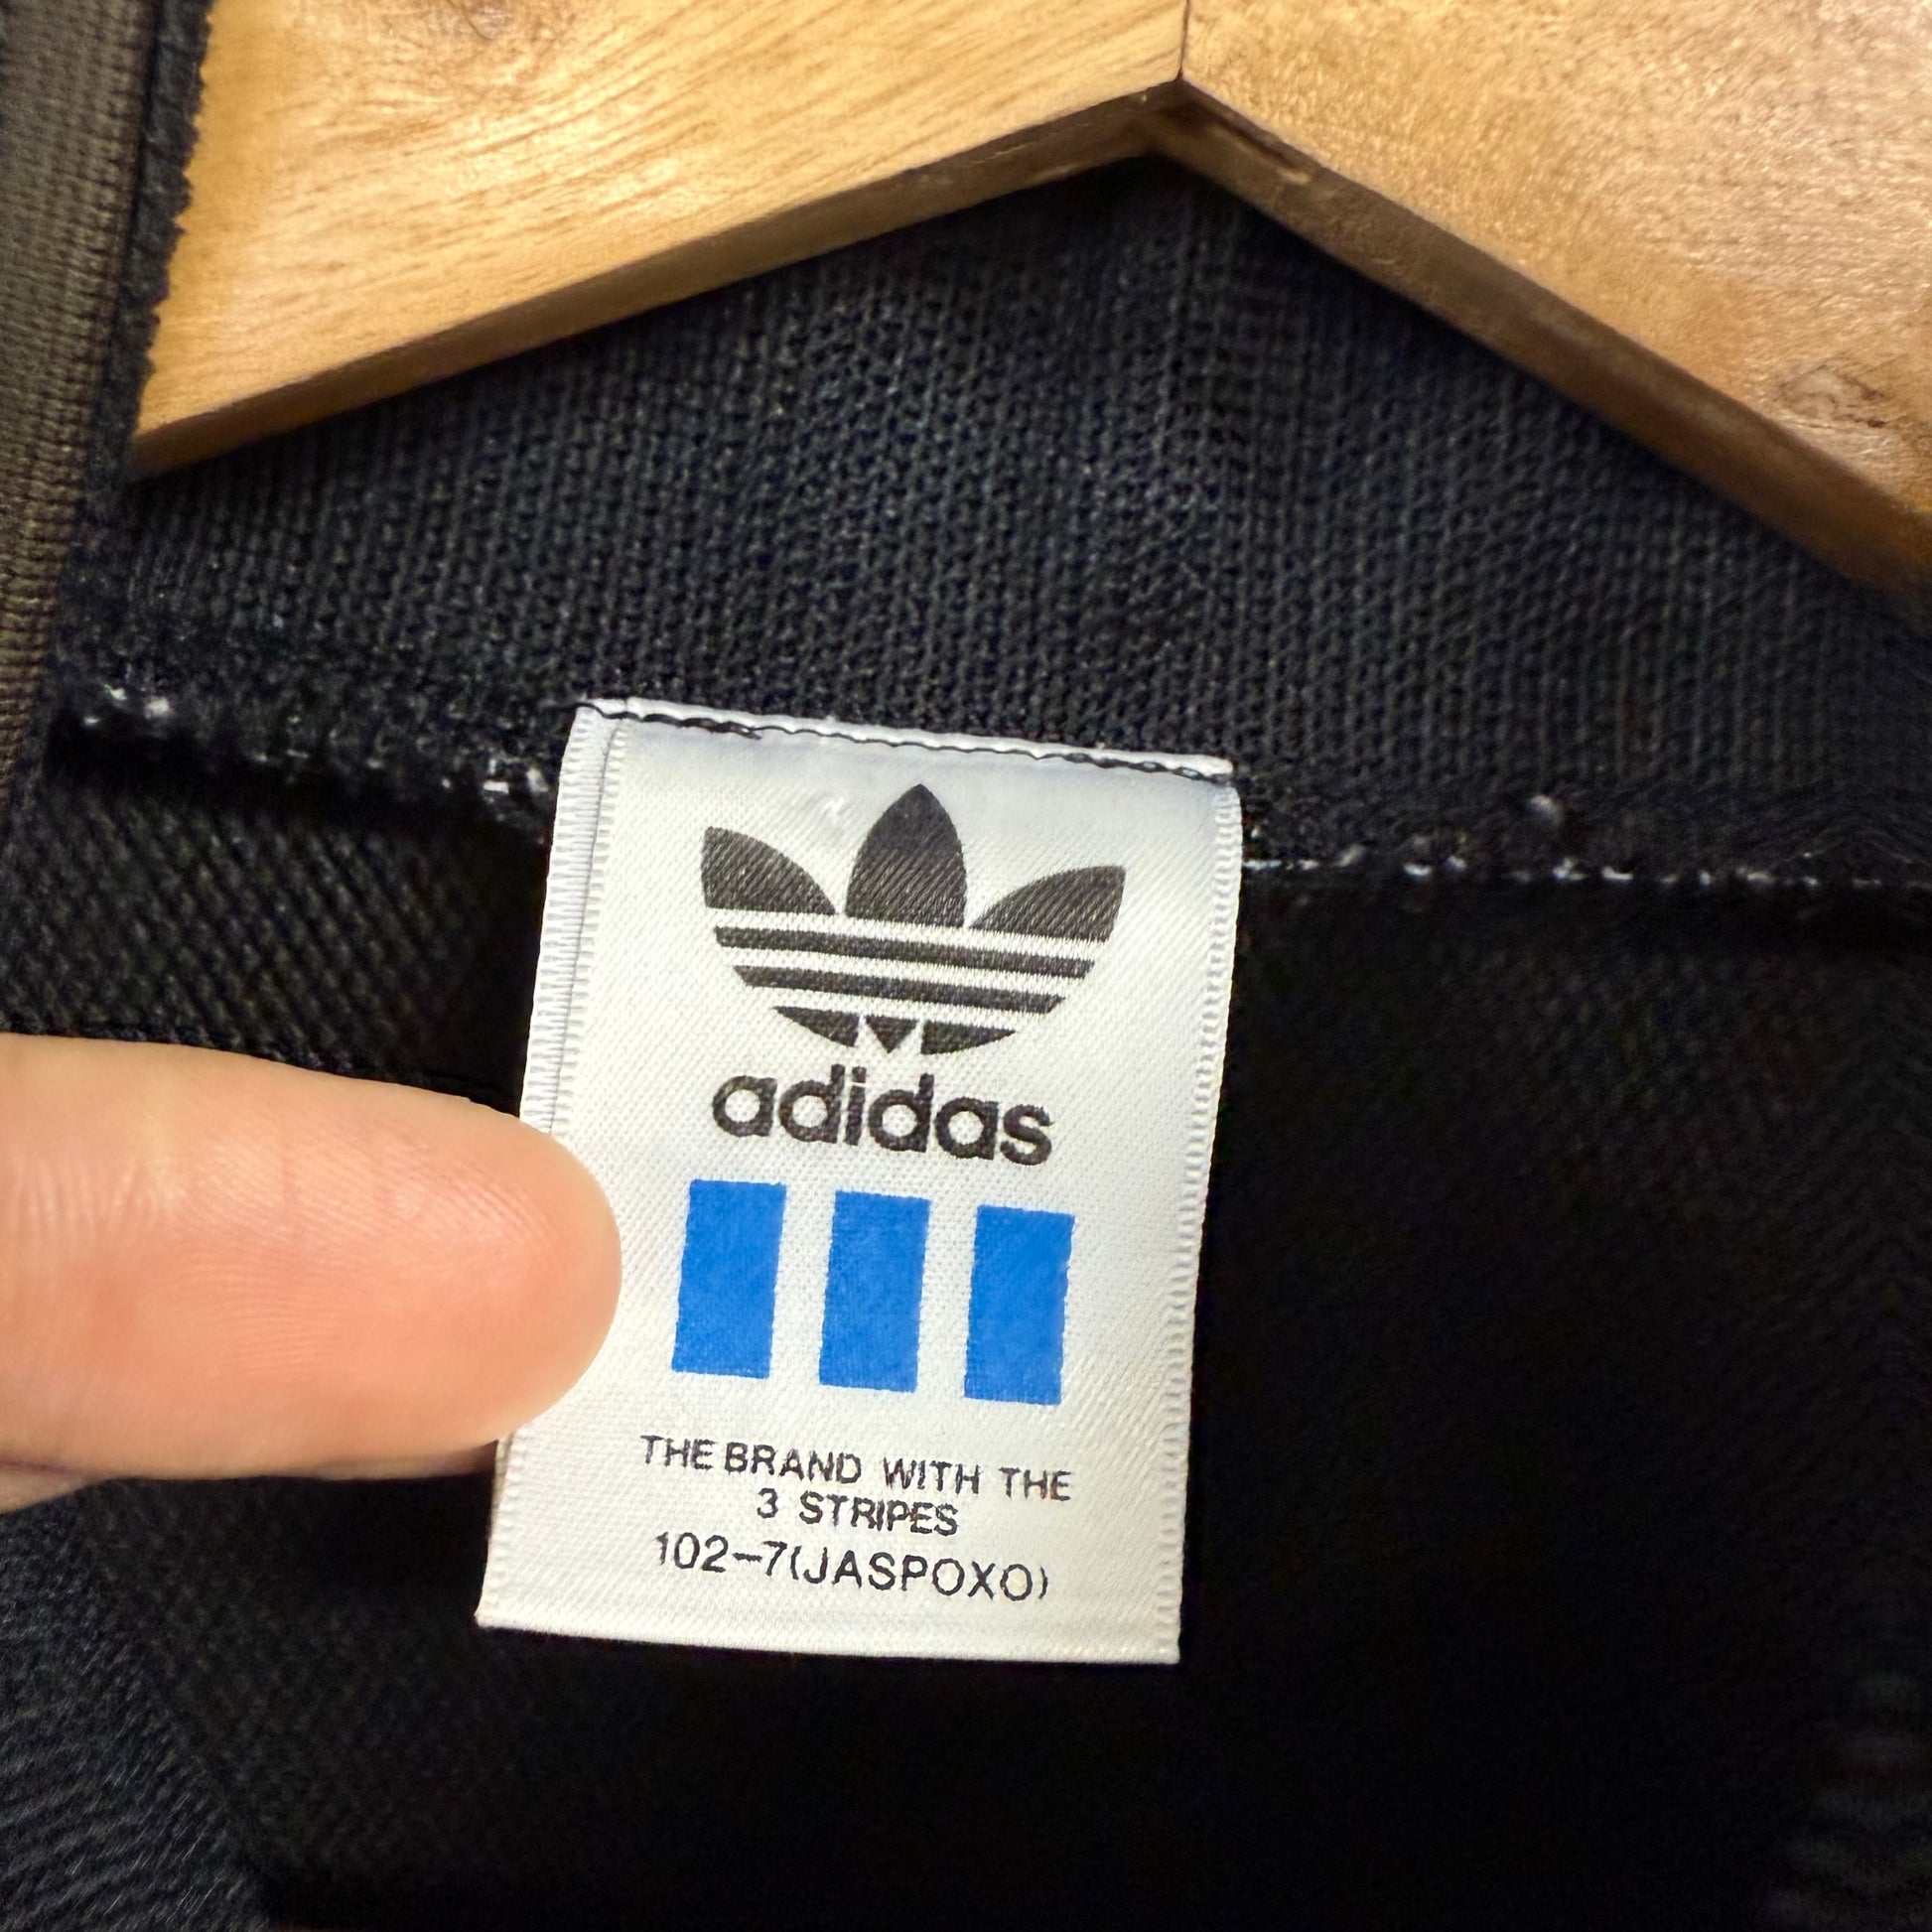 adidas
THE BRAND WITH THE
3 STRIPES
102-7(JASPOXO)